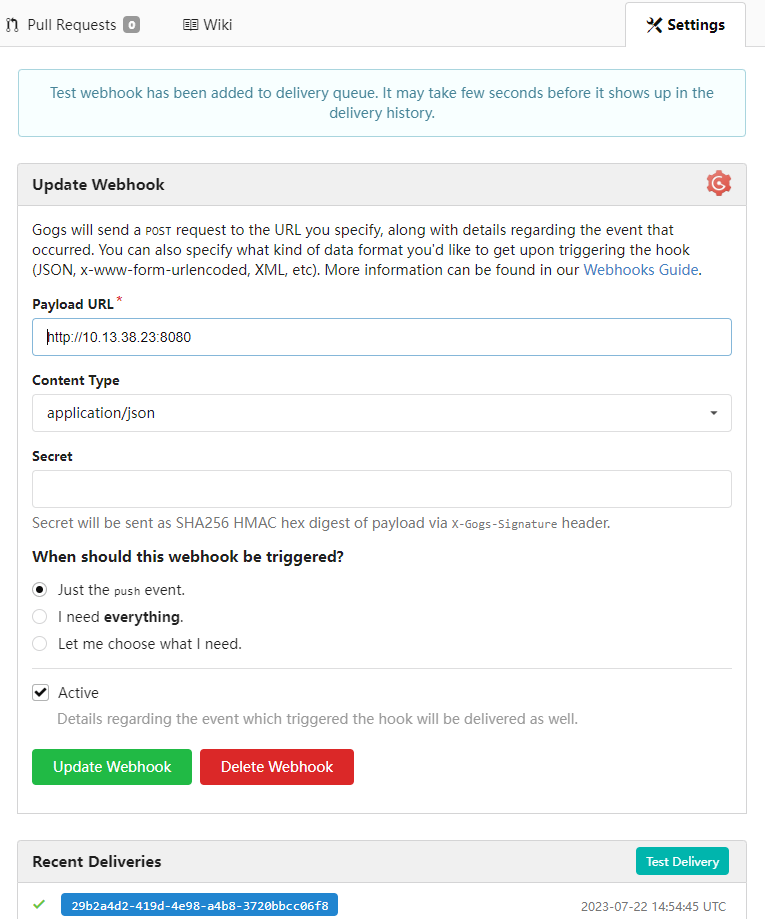 Pull Requests 0 Wiki Settings
Test webhook has been added to delivery queue. It may take few seconds before it shows up in the
delivery history.
Update Webhook
Gogs will send a POST request to the URL you specify, along with details regarding the event that
occurred. You can also specify what kind of data format you'd like to get upon triggering the hook
(JSON, x-www-form-urlencoded, XML, etc). More information can be found in our Webhooks Guide.
Payload URL*
http://10.13.38.23:8080
Content Type
application/json
Secret
Secret will be sent as SHA256 HMAC hex digest of payload via X-Gogs-Signature header.
When should this webhook be triggered?
Just the push event.
I need everything.
Let me choose what I need.
Active
Details regarding the event which triggered the hook will be delivered as well.
Update Webhook Delete Webhook
Recent Deliveries Test Delivery
29b2a4d2-419d-4e98-a4b8-3720bbcc06f8 2023-07-22 14:54:45 UTC